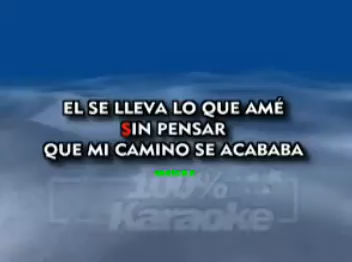 EL SE LLEVA LO QUE AMÉ
SIN PENSAR
QUE MI CAMINO SE ACABABA
100%
Karaoke